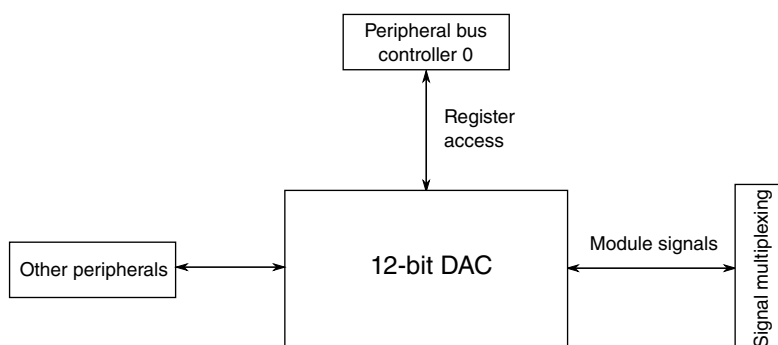 Peripheral bus
controller 0
Register
access
Other peripherals
12-bit DAC
Module signals
Signal multiplexing